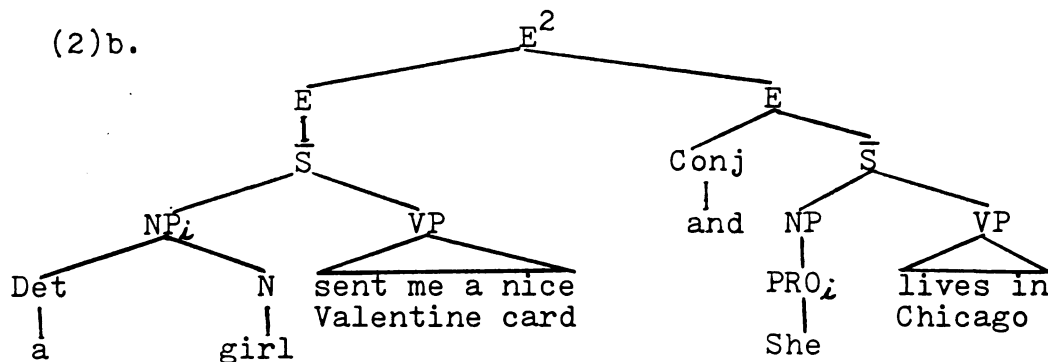 (2)b.
E²
E E
S̅ Conj S̅
NPᵢ VP and NP VP
Det N sent me a nice Valentine card PROᵢ lives in Chicago
a girl She